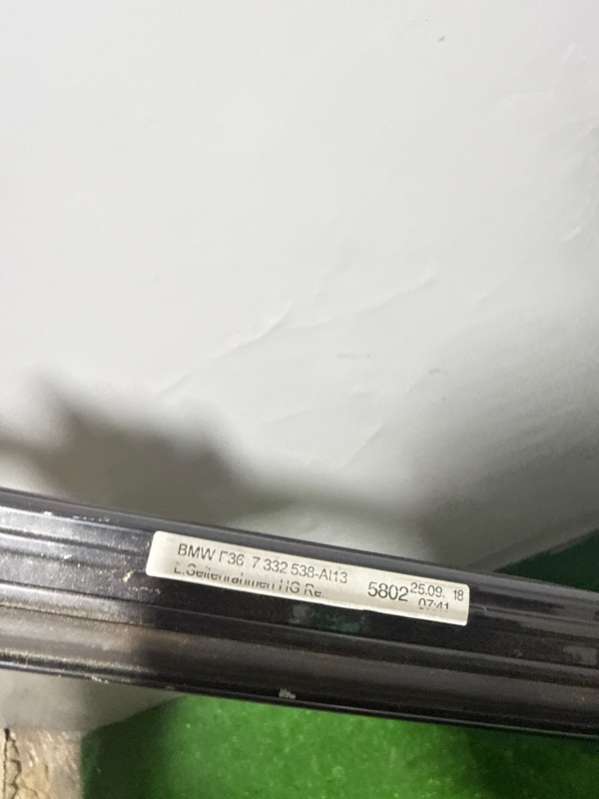 BMW F36 7 332 538-AI13
L.Seitenrahmen HG Re.
5802
25.09. 18
07:41